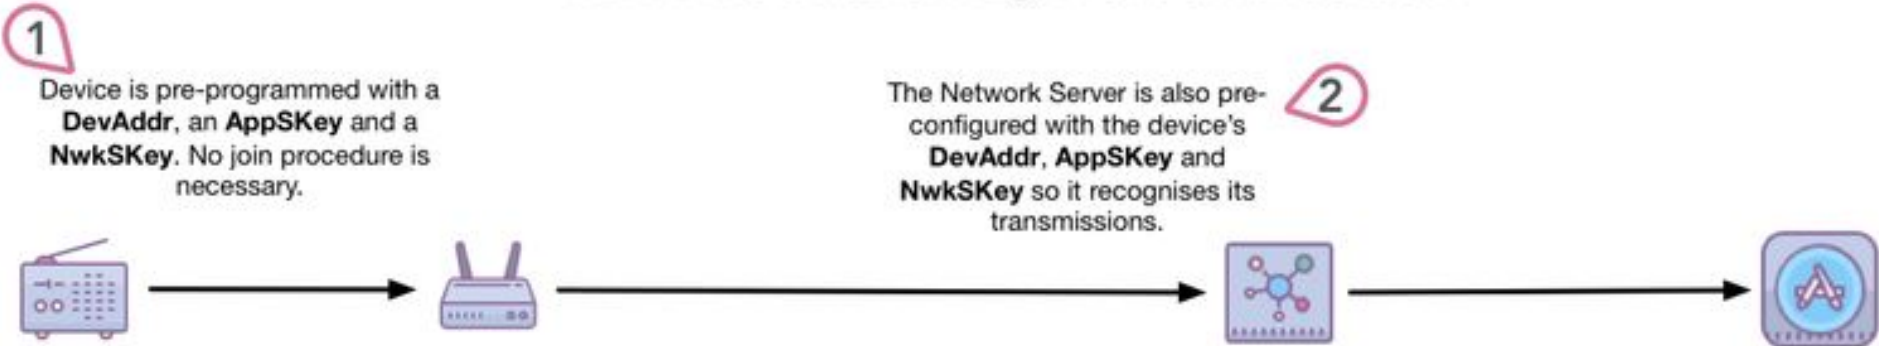 1
Device is pre-programmed with a
DevAddr, an AppSKey and a
NwkSKey. No join procedure is
necessary.
2
The Network Server is also pre-
configured with the device's
DevAddr, AppSKey and
NwkSKey so it recognises its
transmissions.